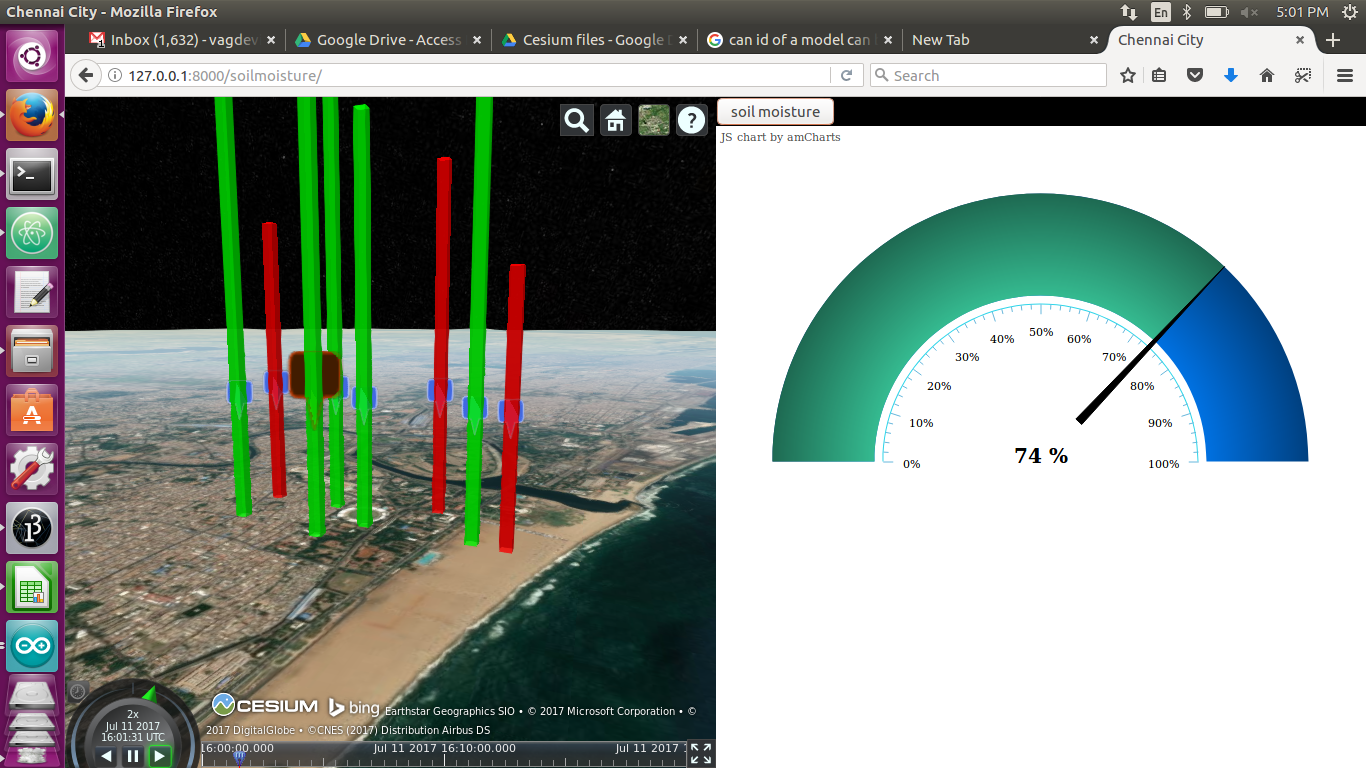 Chennai City - Mozilla Firefox
En
5:01 PM
Inbox (1,632) - vagdev
Google Drive - Access
Cesium files - Google D
can id of a model can b
New Tab
Chennai City
127.0.0.1:8000/soilmoisture/
Search
soil moisture
JS chart by amCharts
0%
10%
20%
30%
40%
50%
60%
70%
80%
90%
100%
74 %
CESIUM
bing
Earthstar Geographics SIO • © 2017 Microsoft Corporation • ©
2017 DigitalGlobe • ©CNES (2017) Distribution Airbus DS
2x
Jul 11 2017
16:01:31 UTC
16:00:00.000
Jul 11 2017 16:10:00.000
Jul 11 2017 1